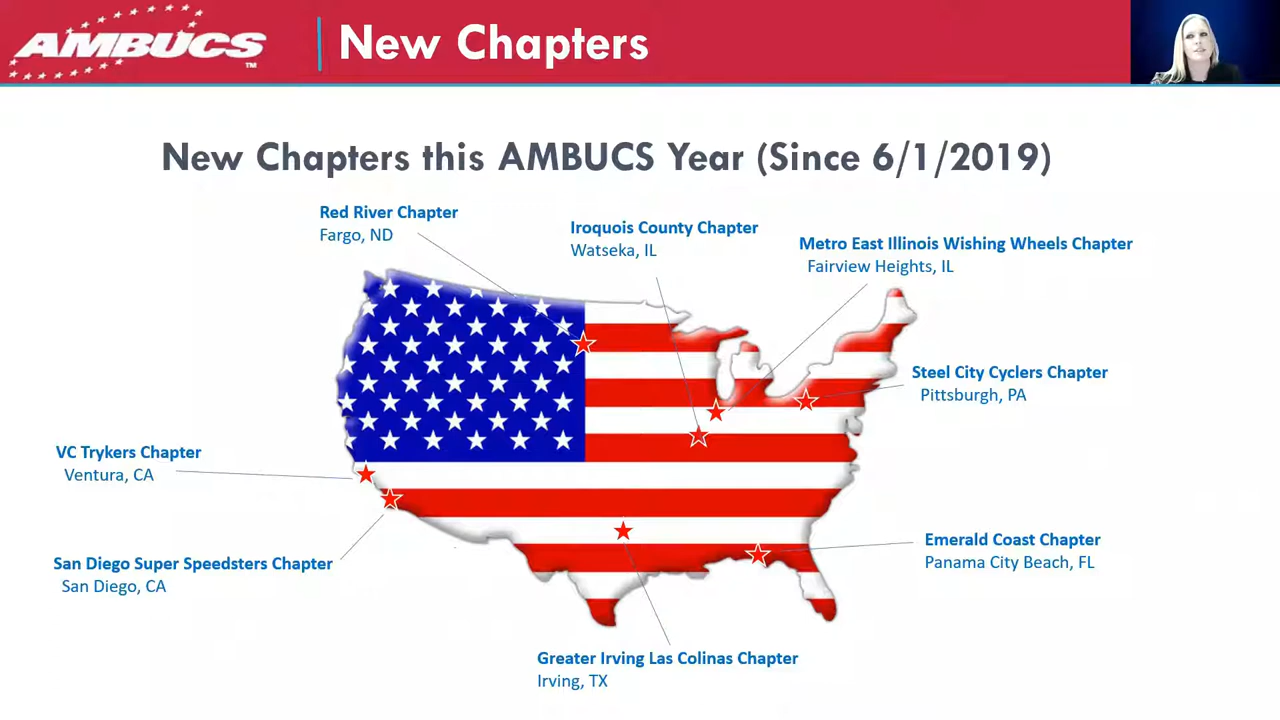 AMBUCS™
New Chapters
New Chapters this AMBUCS Year (Since 6/1/2019)
Red River Chapter
Fargo, ND
Iroquois County Chapter
Watseka, IL
Metro East Illinois Wishing Wheels Chapter
Fairview Heights, IL
Steel City Cyclers Chapter
Pittsburgh, PA
VC Trykers Chapter
Ventura, CA
San Diego Super Speedsters Chapter
San Diego, CA
Emerald Coast Chapter
Panama City Beach, FL
Greater Irving Las Colinas Chapter
Irving, TX